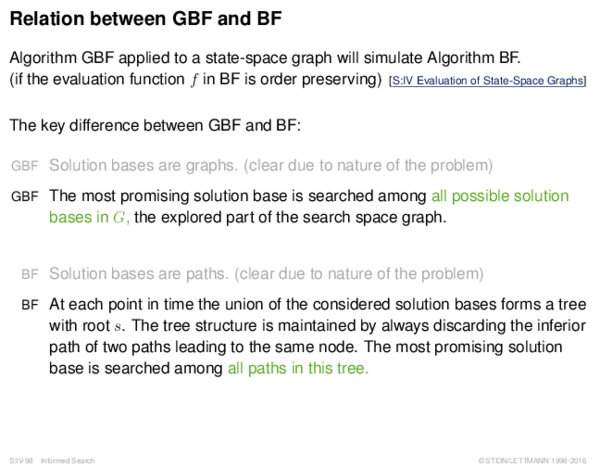 Relation between GBF and BF
Algorithm GBF applied to a state-space graph will simulate Algorithm BF.
(if the evaluation function f in BF is order preserving) [S:IV Evaluation of State-Space Graphs]
The key difference between GBF and BF:
GBF Solution bases are graphs. (clear due to nature of the problem)
GBF The most promising solution base is searched among all possible solution
bases in G, the explored part of the search space graph.
BF Solution bases are paths. (clear due to nature of the problem)
BF At each point in time the union of the considered solution bases forms a tree
with root s. The tree structure is maintained by always discarding the inferior
path of two paths leading to the same node. The most promising solution
base is searched among all paths in this tree.
S:IV-98 Informed Search
©STEIN/LETTMANN 1998-2016